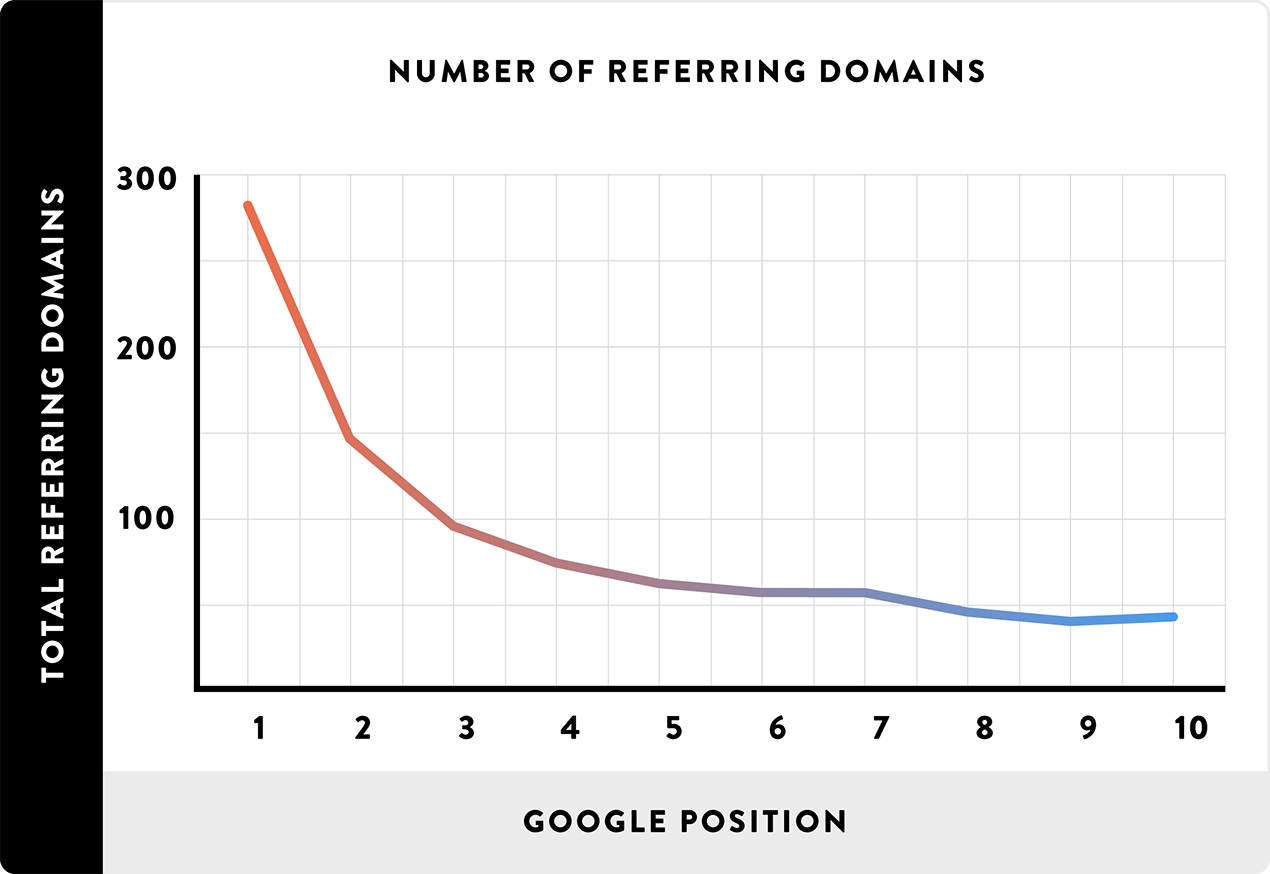 NUMBER OF REFERRING DOMAINS
TOTAL REFERRING DOMAINS
300
200
100
1 2 3 4 5 6 7 8 9 10
GOOGLE POSITION